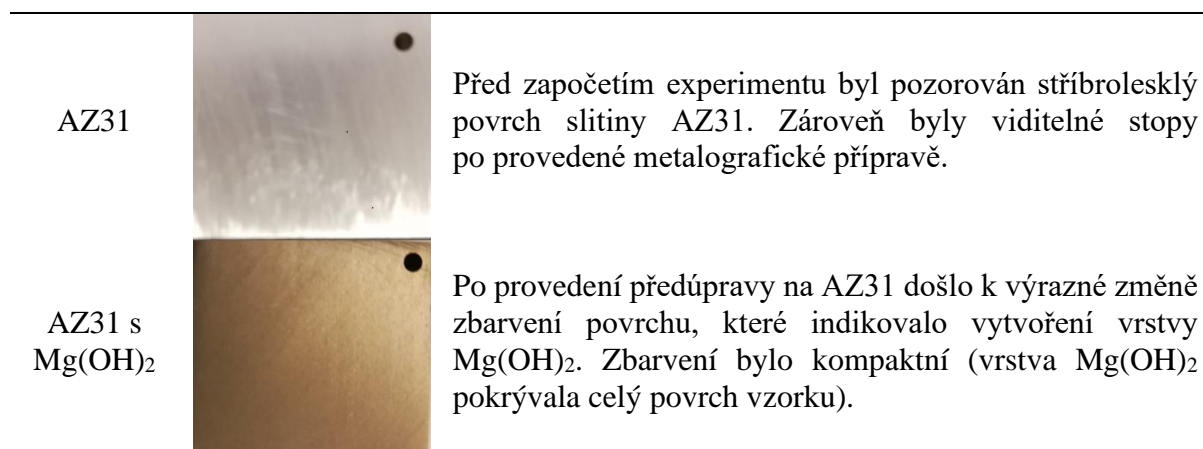 AZ31
Před započetím experimentu byl pozorován stříbrolesklý
povrch slitiny AZ31. Zároveň byly viditelné stopy
po provedené metalografické přípravě.
AZ31 s
Mg(OH)₂
Po provedení předúpravy na AZ31 došlo k výrazné změně
zbarvení povrchu, které indikovalo vytvoření vrstvy
Mg(OH)₂. Zbarvení bylo kompaktní (vrstva Mg(OH)₂
pokrývala celý povrch vzorku).